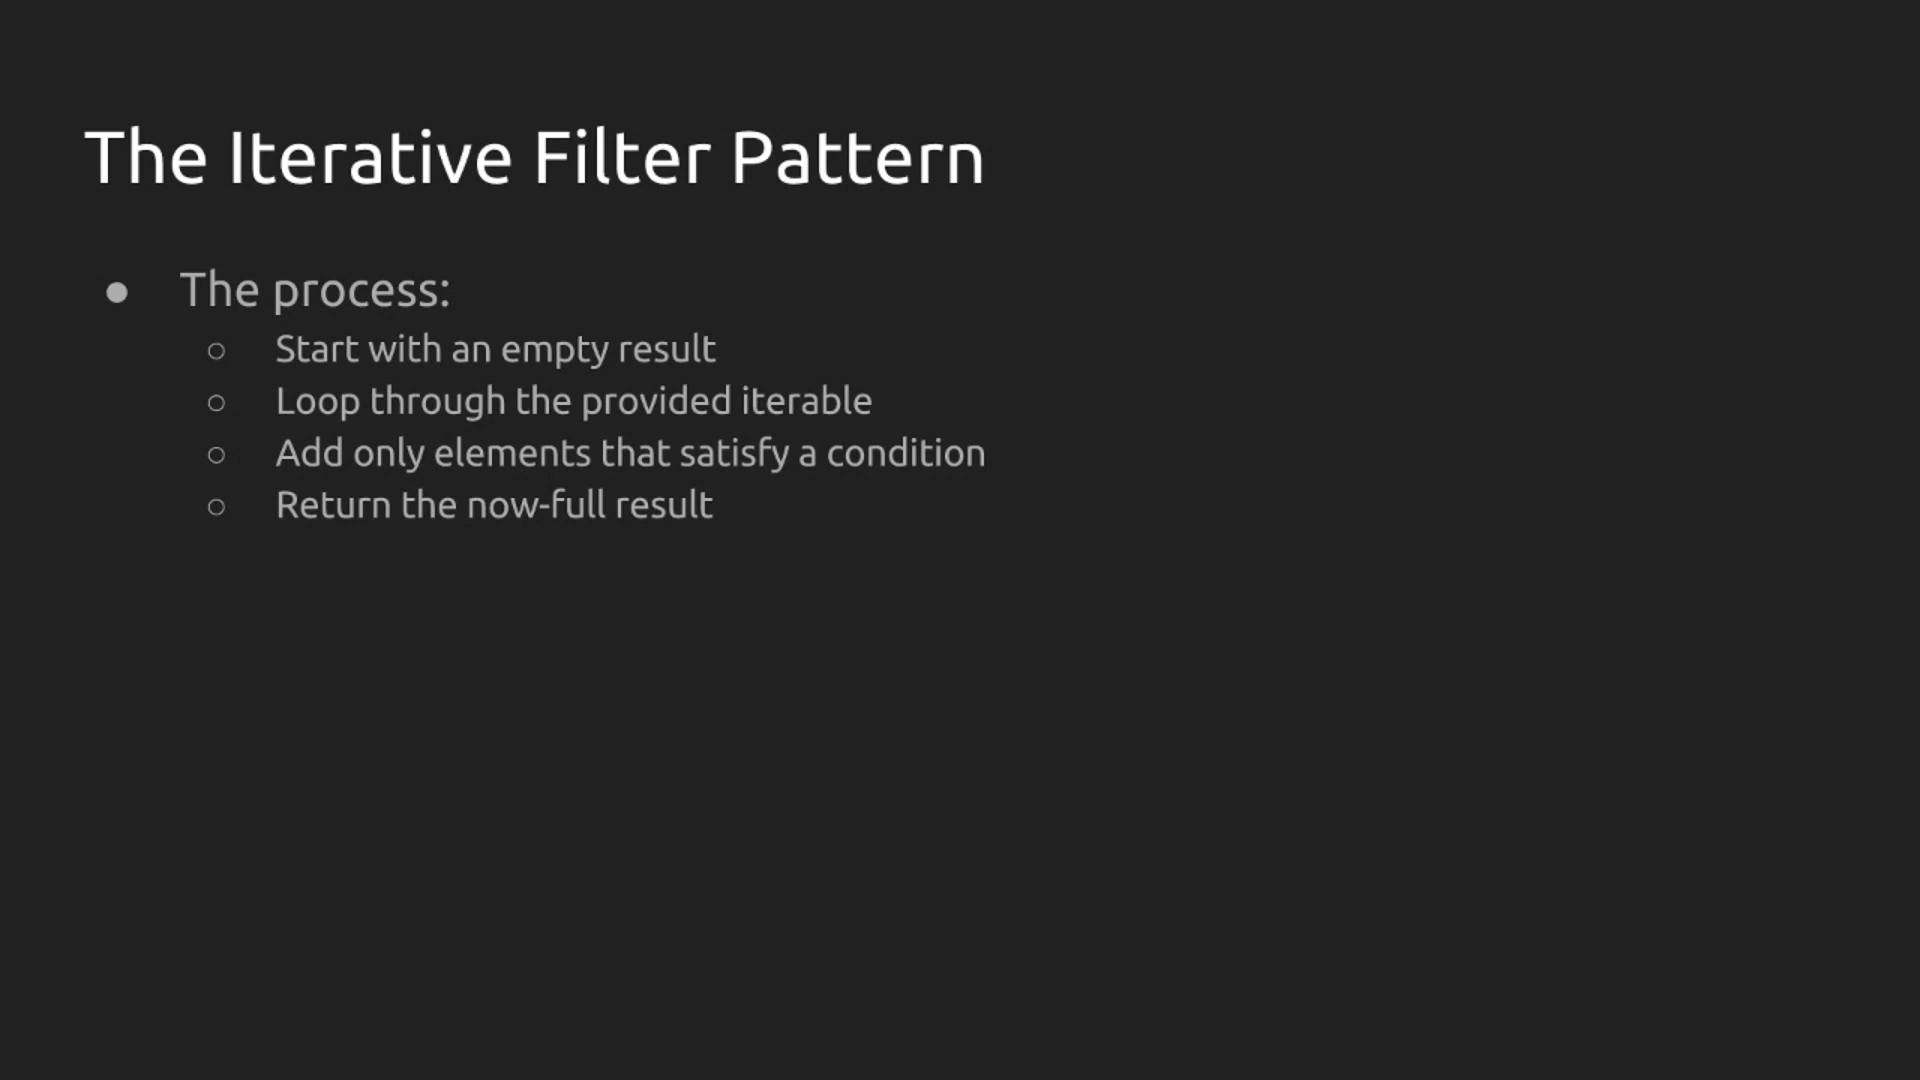 The Iterative Filter Pattern
● The process:
○ Start with an empty result
○ Loop through the provided iterable
○ Add only elements that satisfy a condition
○ Return the now-full result